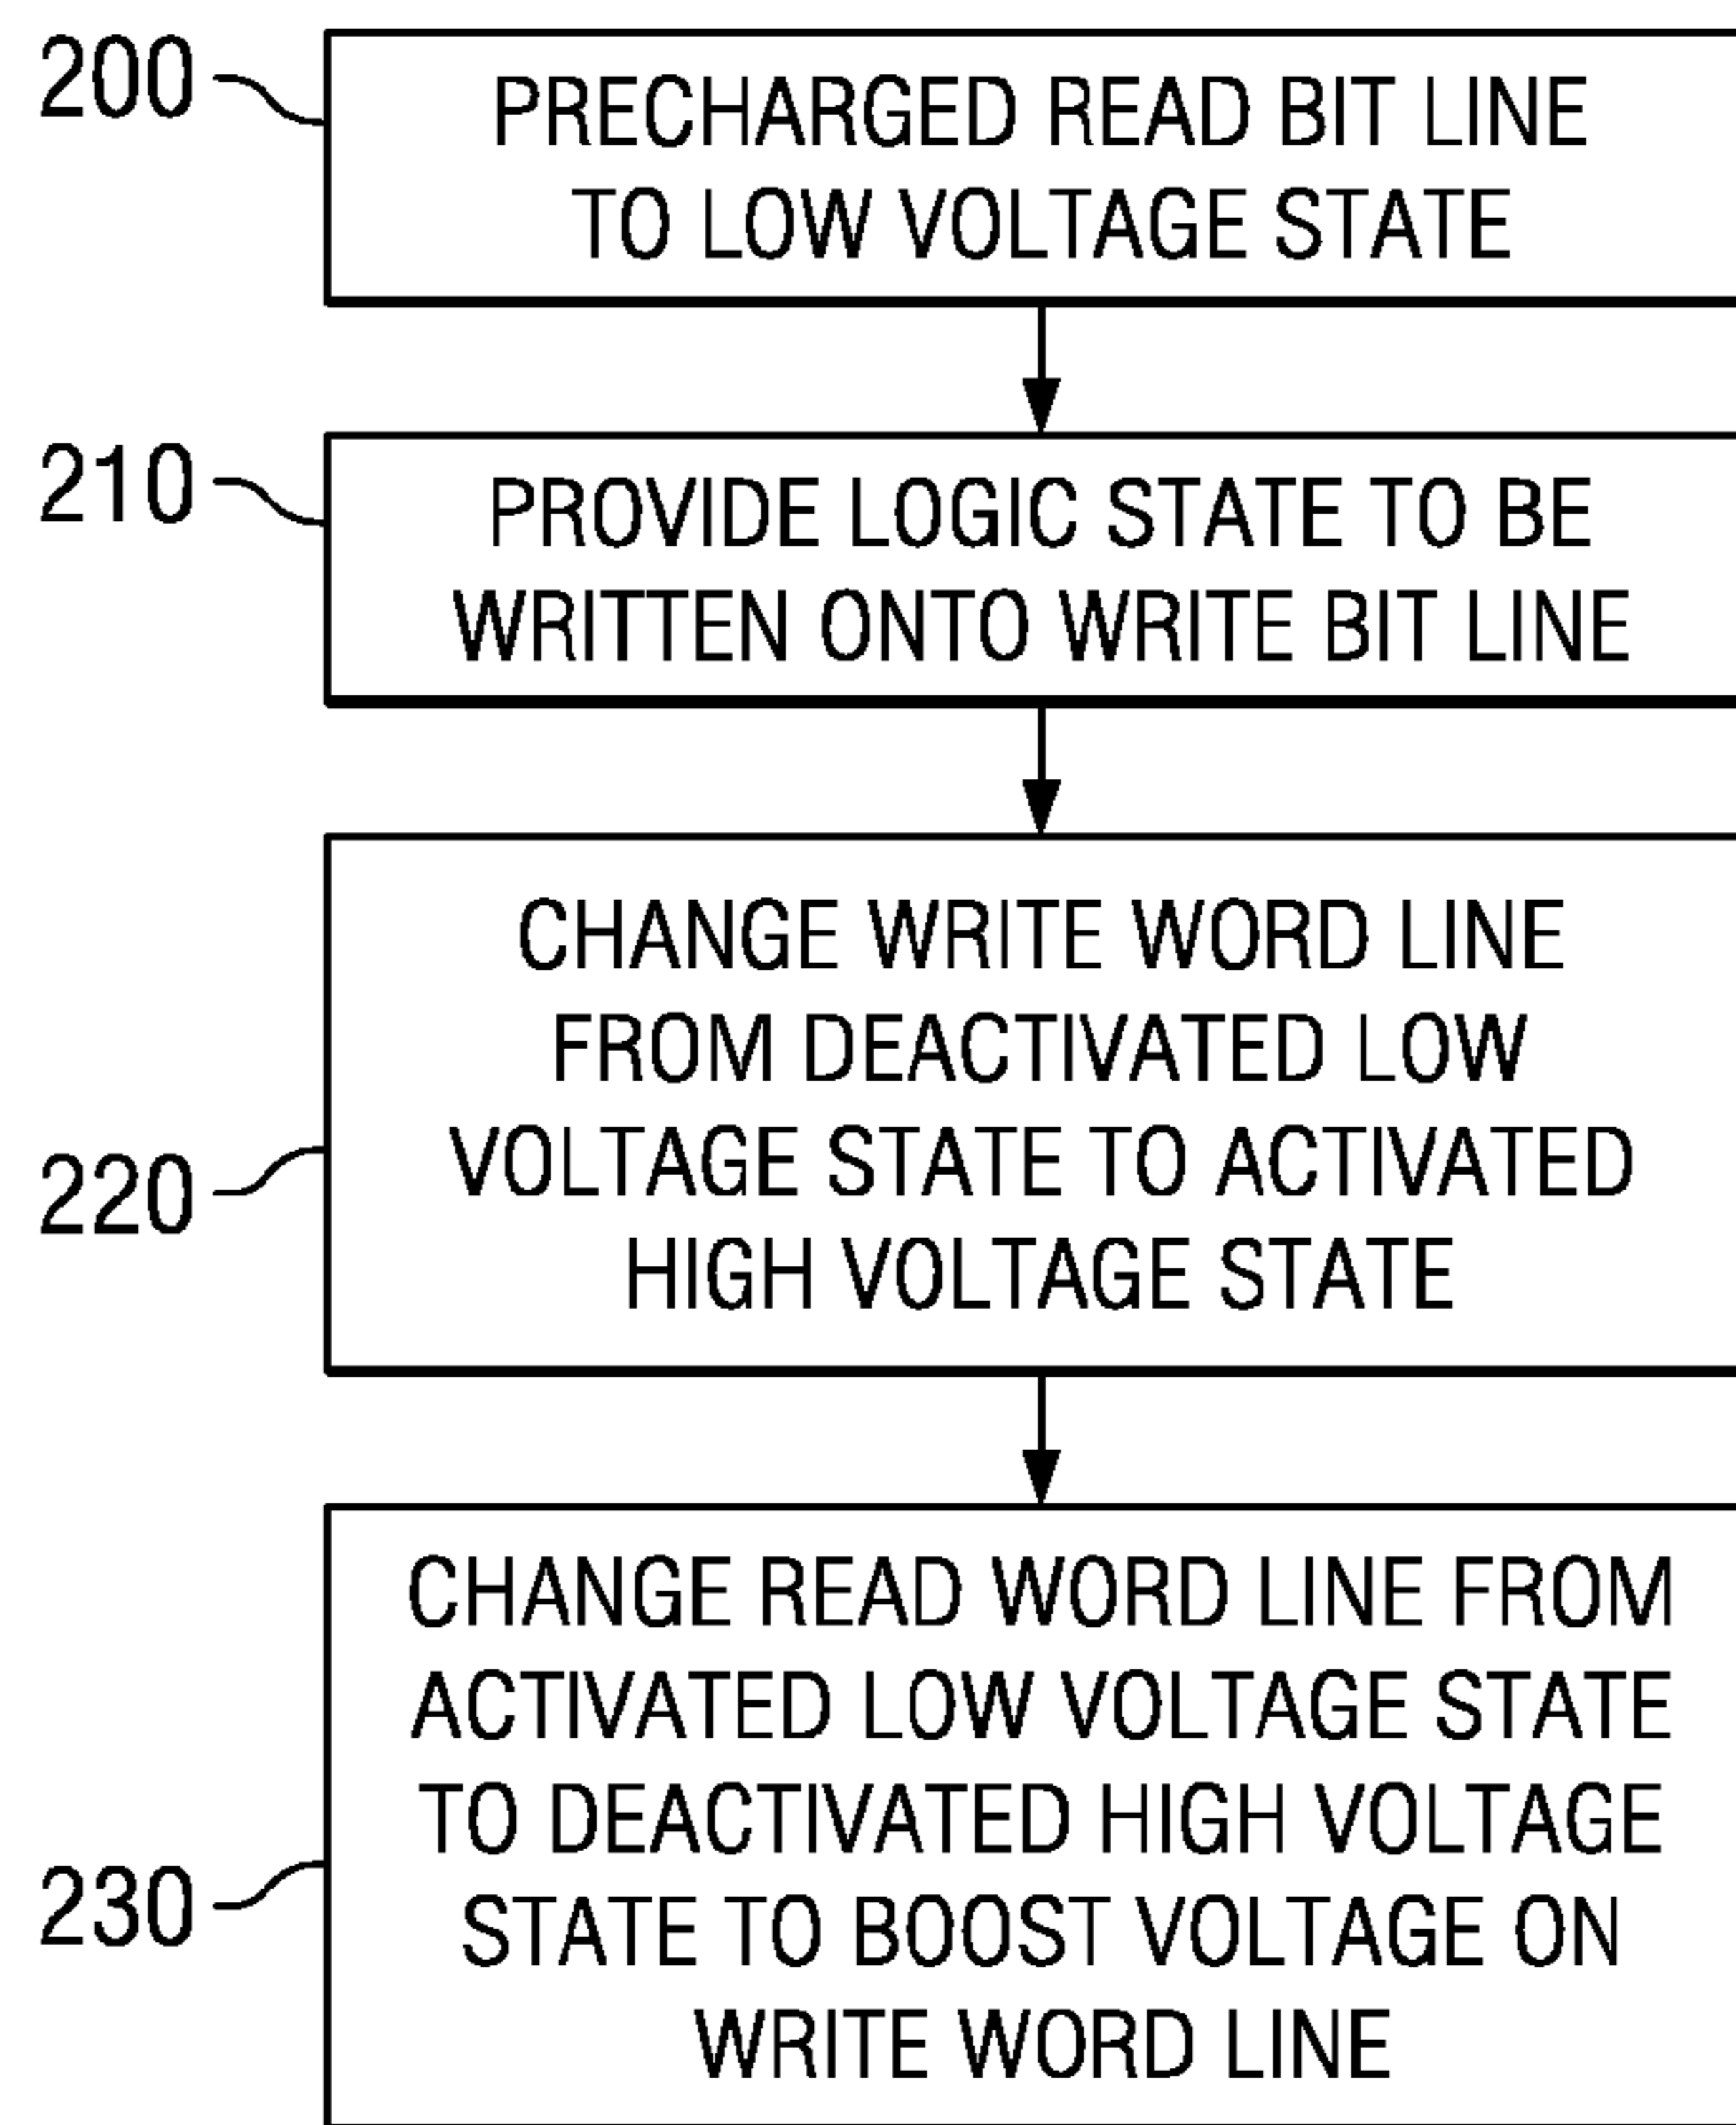 200
PRECHARGED READ BIT LINE
TO LOW VOLTAGE STATE
210
PROVIDE LOGIC STATE TO BE
WRITTEN ONTO WRITE BIT LINE
220
CHANGE WRITE WORD LINE
FROM DEACTIVATED LOW
VOLTAGE STATE TO ACTIVATED
HIGH VOLTAGE STATE
230
CHANGE READ WORD LINE FROM
ACTIVATED LOW VOLTAGE STATE
TO DEACTIVATED HIGH VOLTAGE
STATE TO BOOST VOLTAGE ON
WRITE WORD LINE